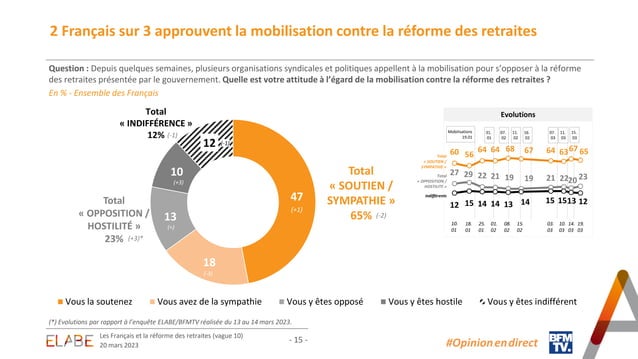 2 Français sur 3 approuvent la mobilisation contre la réforme des retraites
Question : Depuis quelques semaines, plusieurs organisations syndicales et politiques appellent à la mobilisation pour s'opposer à la réforme
des retraites présentée par le gouvernement. Quelle est votre attitude à l'égard de la mobilisation contre la réforme des retraites ?
En % - Ensemble des Français
Total
« INDIFFÉRENCE »
12% (-1)
12 (-1)
10
(+3)
Total
« OPPOSITION /
HOSTILITÉ »
23% (+3)*
13
(=)
18
(-3)
47
(+1)
Total
« SOUTIEN /
SYMPATHIE »
65% (-2)
Evolutions
Mobilisations
19.01
31.
01
07.
02
11.
02
16.
02
07.
03
11.
03
15.
03
Total
« SOUTIEN /
SYMPATHIE »
60 56 64 64 68 67 64 63 67 65
Total
« OPPOSITION /
HOSTILITÉ »
27 29 22 21 19 19 21 22 20 23
Indifférents
12 15 14 14 13 14 15 15 13 12
10.
01
18.
01
25.
01
01.
02
08.
02
15.
02
03.
03
10.
03
14.
03
19.
03
Vous la soutenez
Vous avez de la sympathie
Vous y êtes opposé
Vous y êtes hostile
Vous y êtes indifférent
(*) Evolutions par rapport à l'enquête ELABE/BFMTV réalisée du 13 au 14 mars 2023.
ELABE
Les Français et la réforme des retraites (vague 10)
20 mars 2023
- 15 -
#Opinion en direct
BFM
TV.